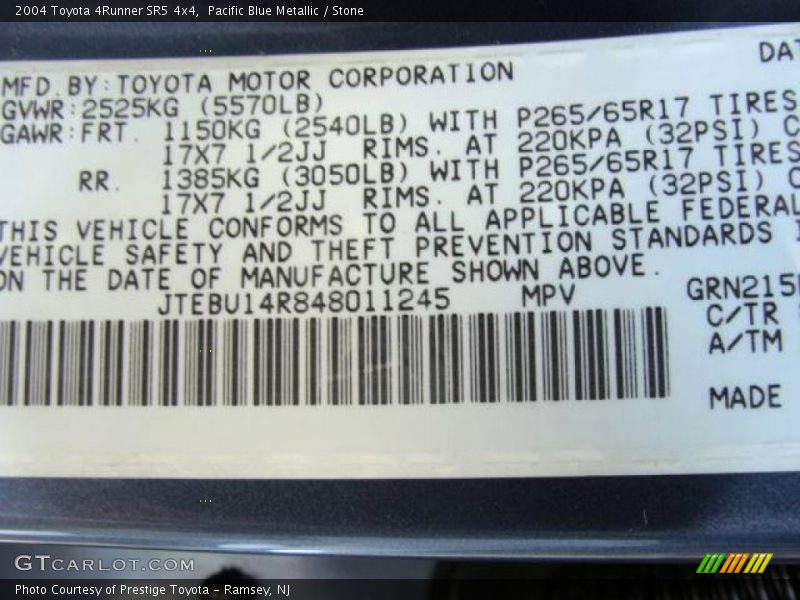 2004 Toyota 4Runner SR5 4x4, Pacific Blue Metallic / Stone
MFD.BY:TOYOTA MOTOR CORPORATION
GVWR:2525KG (5570LB)
GAWR:FRT. 1150KG (2540LB) WITH P265/65R17 TIRES
17X7 1/2JJ RIMS. AT 220KPA (32PSI) C
RR. 1385KG (3050LB) WITH P265/65R17 TIRES
17X7 1/2JJ RIMS. AT 220KPA (32PSI) C
THIS VEHICLE CONFORMS TO ALL APPLICABLE FEDERAL
VEHICLE SAFETY AND THEFT PREVENTION STANDARDS
ON THE DATE OF MANUFACTURE SHOWN ABOVE.
JTEBU14R848011245 MPV GRN215
C/TR
A/TM
MADE
GTCARLOT.COM
Photo Courtesy of Prestige Toyota - Ramsey, NJ